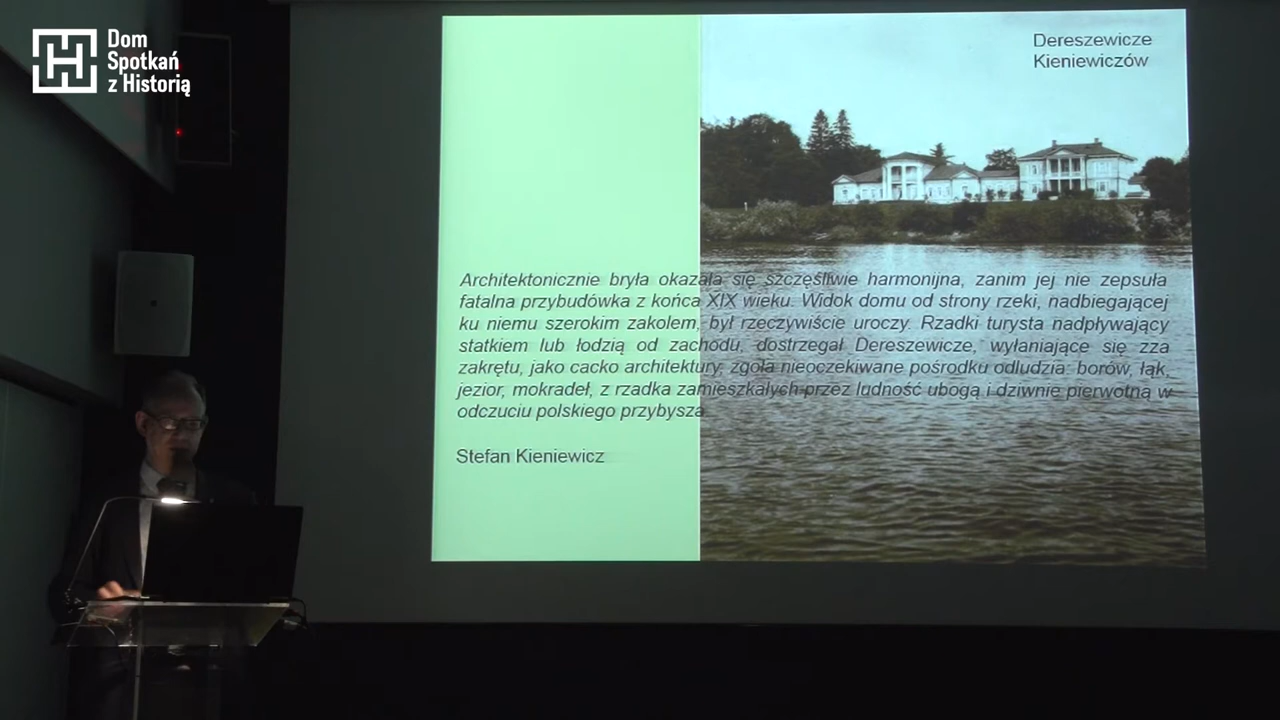 Dom
Spotkań
z Historią
Dereszewicze
Kieniewiczów
Architektonicznie bryła okazała się szczęśliwie harmonijna, zanim jej nie zepsuła
fatalna przybudówka z końca XIX wieku. Widok domu od strony rzeki, nadbiegającej
ku niemu szerokim zakolem, był rzeczywiście uroczy. Rzadki turysta nadpływający
statkiem lub łodzią od zachodu, dostrzegał Dereszewicze, wyłaniające się zza
zakrętu, jako cacko architektury, zgoła nieoczekiwane pośrodku odludzia: borów, łąk,
jezior, mokradeł, z rzadka zamieszkałych przez ludność ubogą i dziwnie pierwotną w
odczuciu polskiego przybysza.
Stefan Kieniewicz